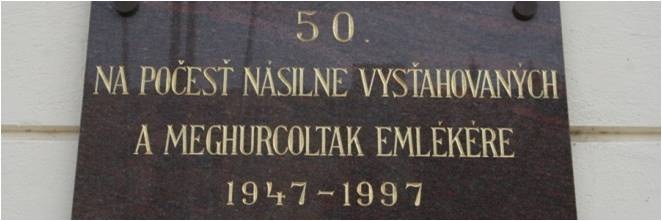 50.
NA POČESŤ NÁSILNE VYSŤAHOVANÝCH
A MEGHURCOLTAK EMLÉKÉRE
1947-1997